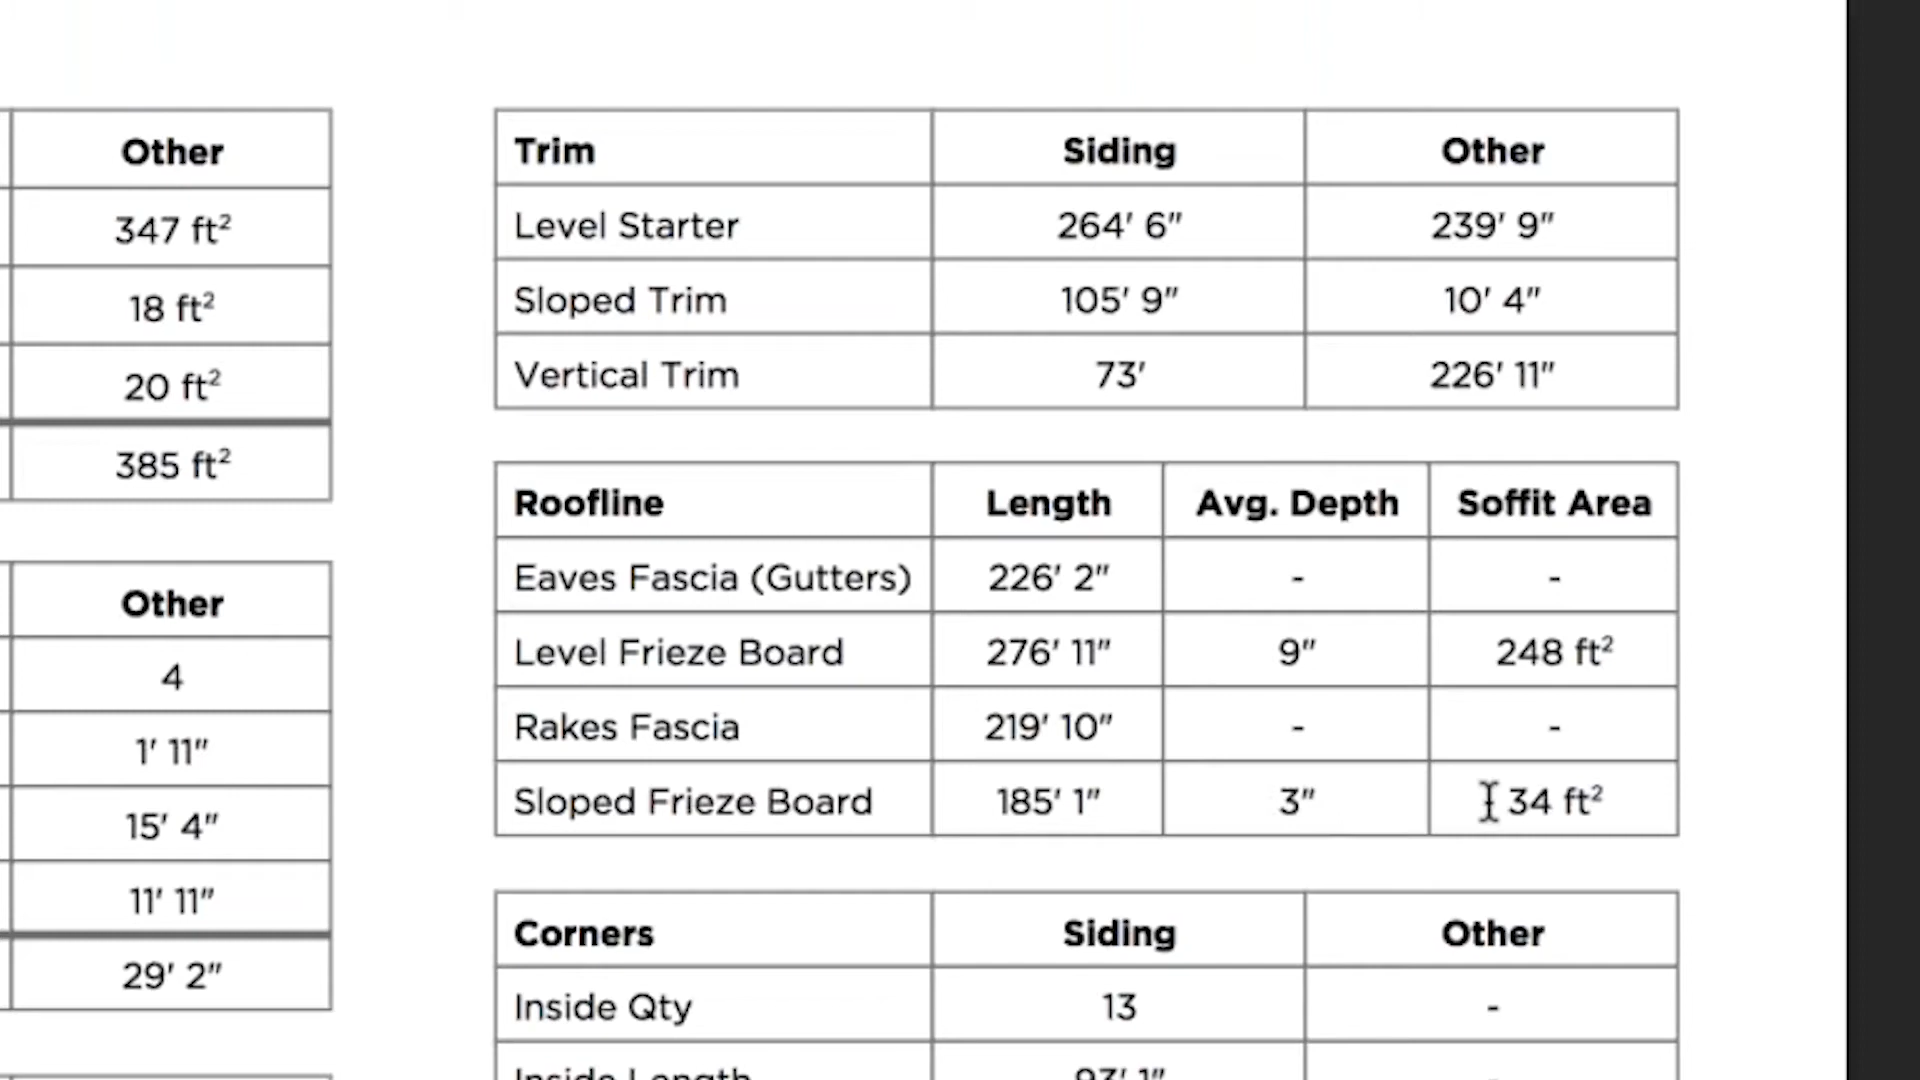 Other
347 ft²
18 ft²
20 ft²
385 ft²
Other
4
1' 11"
15' 4"
11' 11"
29' 2"
Trim Siding Other
Level Starter 264' 6" 239' 9"
Sloped Trim 105' 9" 10' 4"
Vertical Trim 73' 226' 11"
Roofline Length Avg. Depth Soffit Area
Eaves Fascia (Gutters) 226' 2" - -
Level Frieze Board 276' 11" 9" 248 ft²
Rakes Fascia 219' 10" - -
Sloped Frieze Board 185' 1" 3" 34 ft²
Corners Siding Other
Inside Qty 13 -
Inside Length 93' 1" -